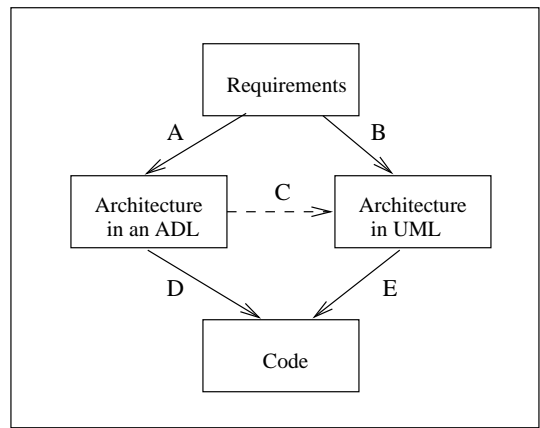 Requirements
A
B
C
Architecture
in an ADL
Architecture
in UML
D
E
Code